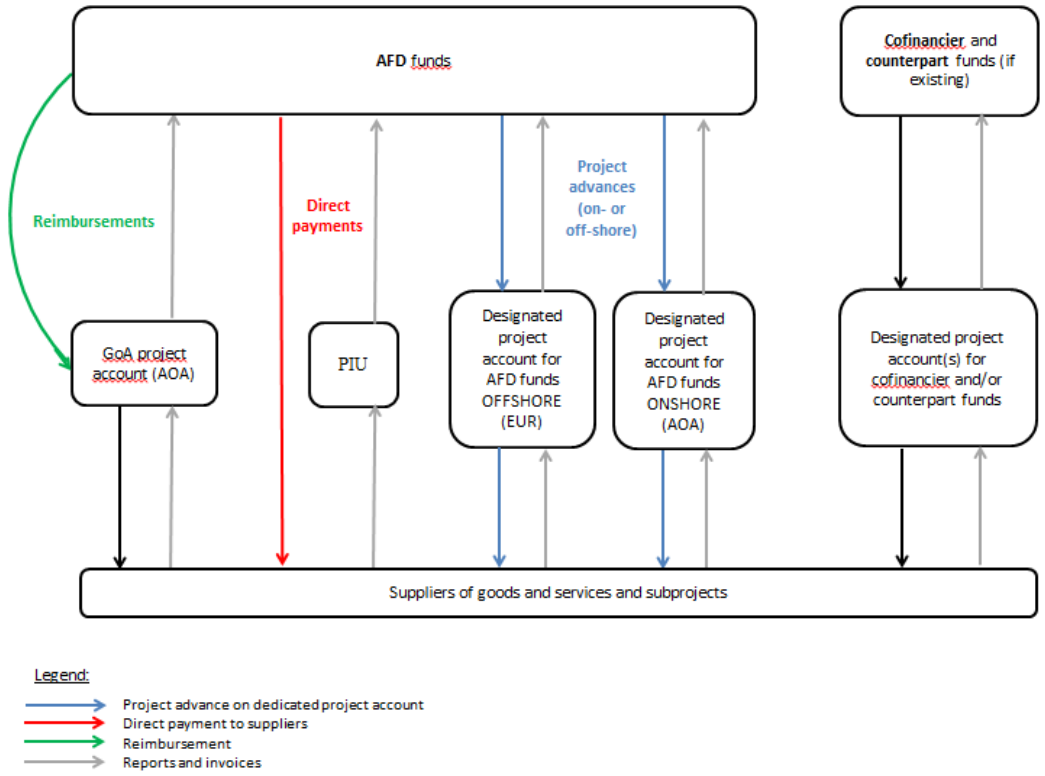 AFD funds
Cofinancier and
counterpart funds (if
existing)
Reimbursements
Direct
payments
Project
advances
(on- or
off-shore)
GoA project
account (AOA)
PIU
Designated
project
account for
AFD funds
OFFSHORE
(EUR)
Designated
project
account for
AFD funds
ONSHORE
(AOA)
Designated project
account(s) for
cofinancier and/or
counterpart funds
Suppliers of goods and services and subprojects
Legend:
Project advance on dedicated project account
Direct payment to suppliers
Reimbursement
Reports and invoices